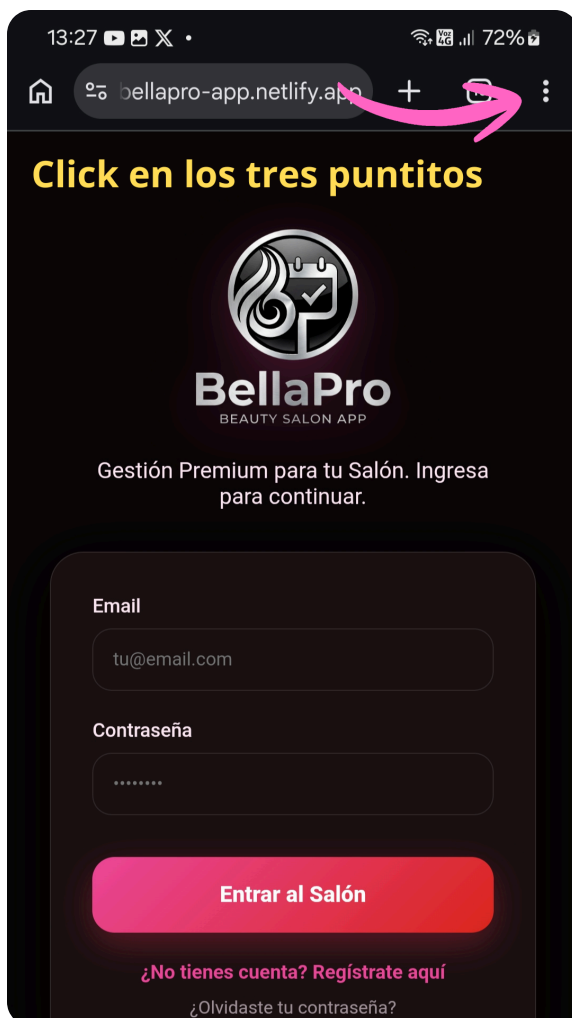 13:27
Voz
4G
72%
bellapro-app.netlify.app
Click en los tres puntitos
BellaPro
BEAUTY SALON APP
Gestión Premium para tu Salón. Ingresa
para continuar.
Email
tu@email.com
Contraseña
Entrar al Salón
¿No tienes cuenta? Regístrate aquí
¿Olvidaste tu contraseña?